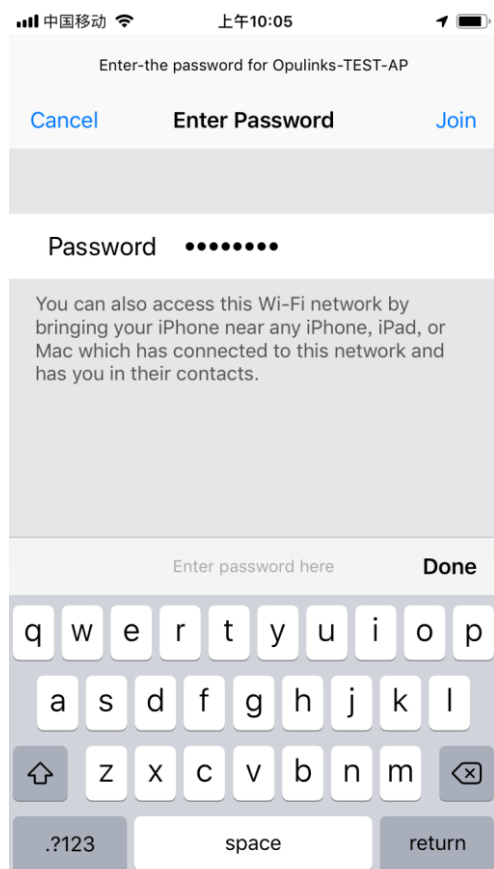 中国移动 上午10:05
Enter-the password for Opulinks-TEST-AP
Cancel Enter Password Join
Password ••••••••
You can also access this Wi-Fi network by
bringing your iPhone near any iPhone, iPad, or
Mac which has connected to this network and
has you in their contacts.
Enter password here Done
q w e r t y u i o p
a s d f g h j k l
z x c v b n m
.?123 space return